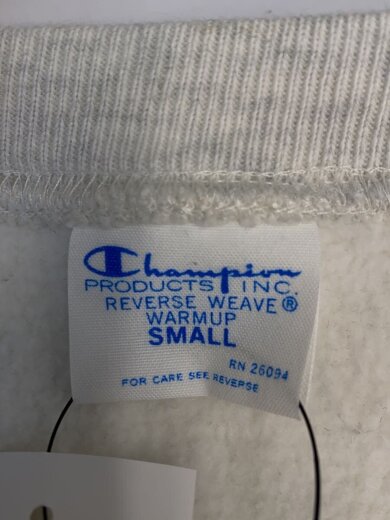 Champion
PRODUCTS INC.
REVERSE WEAVE®
WARMUP
SMALL
RN 26094
FOR CARE SEE REVERSE